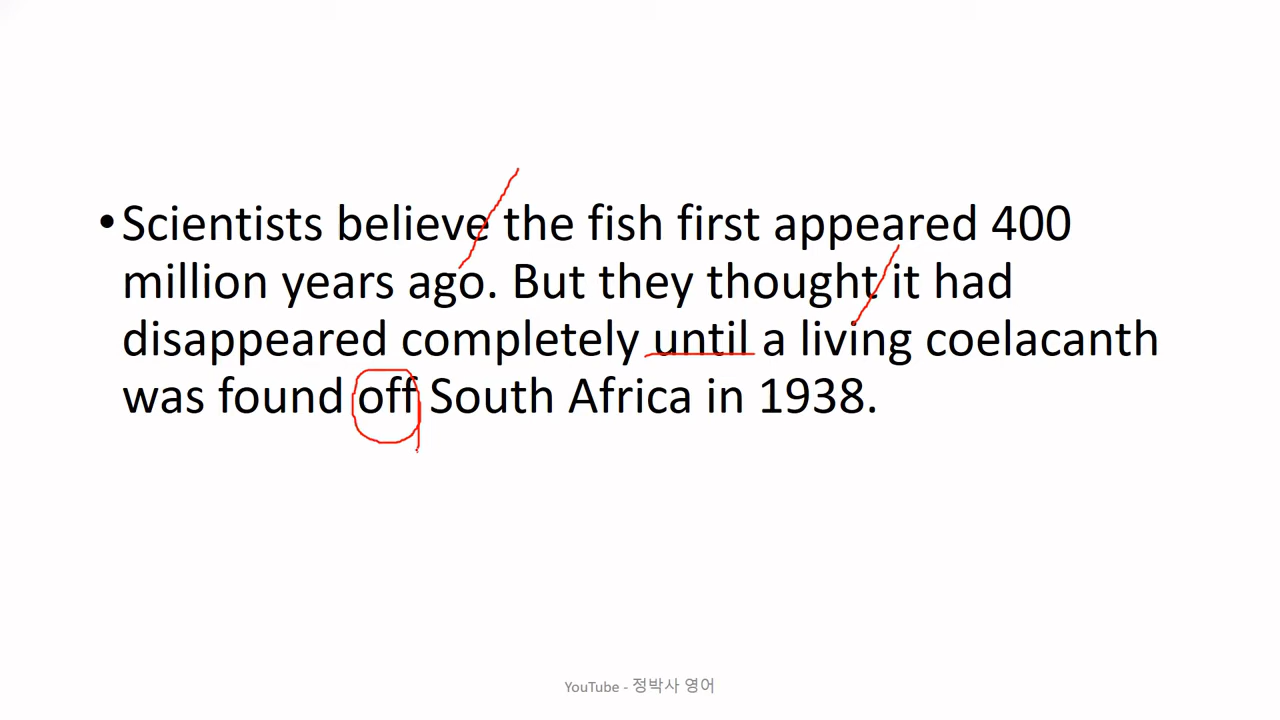 •Scientists believe the fish first appeared 400
million years ago. But they thought it had
disappeared completely until a living coelacanth
was found off South Africa in 1938.
YouTube - 정박사 영어